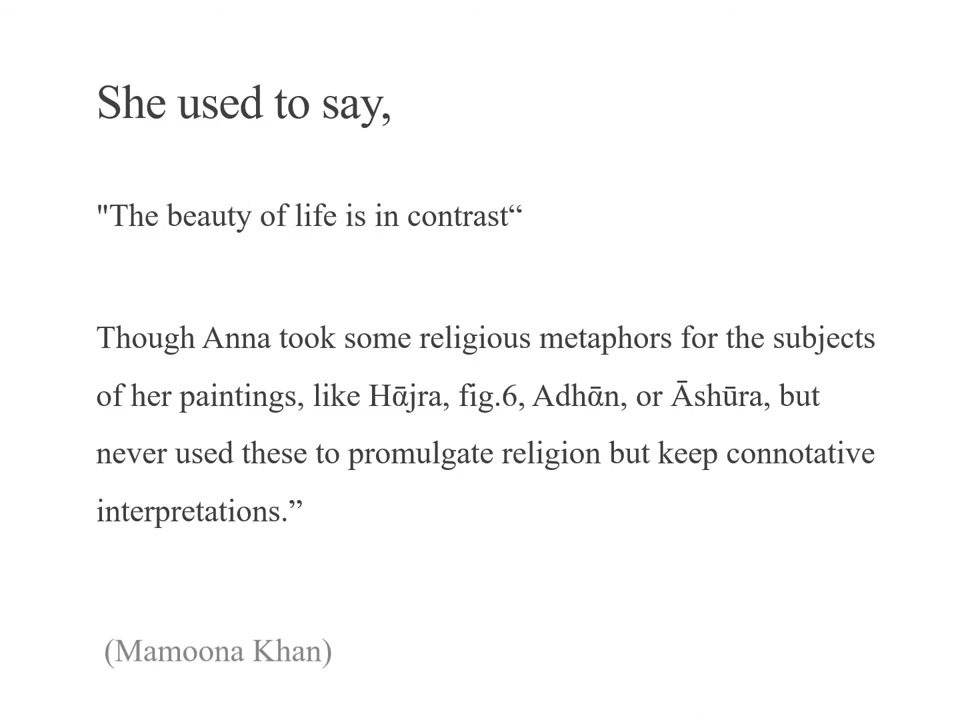 She used to say,
"The beauty of life is in contrast“
Though Anna took some religious metaphors for the subjects
of her paintings, like Hᾱjra, fig.6, Adhᾱn, or Āshūra, but
never used these to promulgate religion but keep connotative
interpretations.”
(Mamoona Khan)